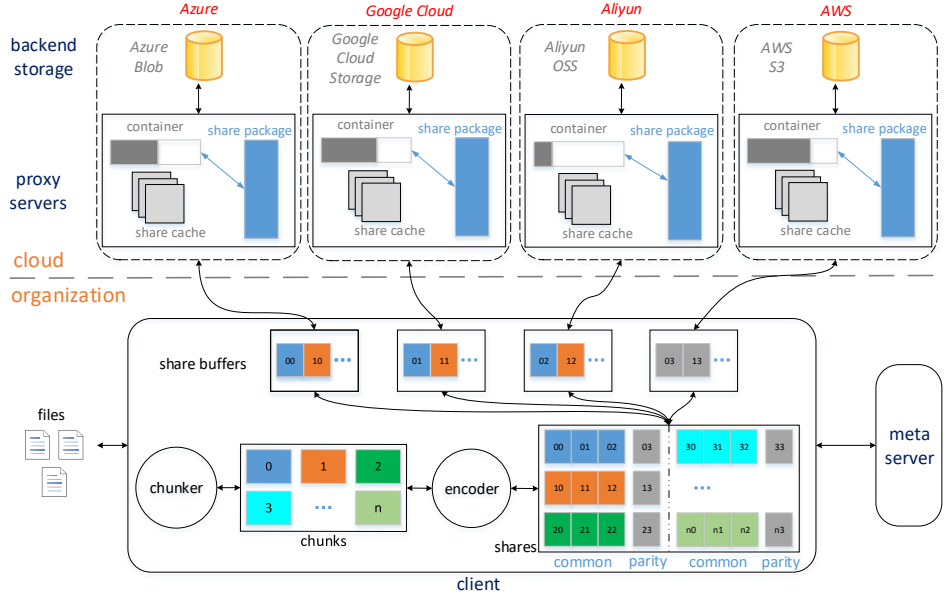 Azure
Google Cloud
Aliyun
AWS
backend
storage
Azure
Blob
Google
Cloud
Storage
Aliyun
OSS
AWS
S3
proxy
servers
container
share package
share cache
container
share package
share cache
container
share package
share cache
container
share package
share cache
cloud
organization
share buffers
00 10 ...
01 11 ...
02 12 ...
03 13 ...
files
chunker
0 1 2
3 ... n
chunks
encoder
00 01 02 03 30 31 32 33
10 11 12 13 ...
20 21 22 23 n0 n1 n2 n3
shares
common parity common parity
client
meta
server